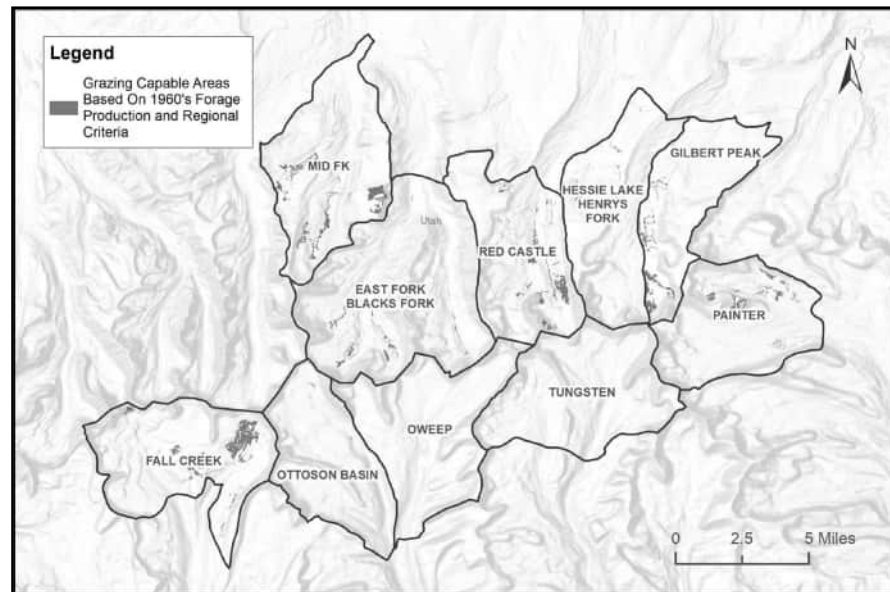 Legend
Grazing Capable Areas
Based On 1960's Forage
Production and Regional
Criteria
N
MID FK
GILBERT PEAK
HESSIE LAKE
HENRYS
FORK
Utah
RED CASTLE
EAST FORK
BLACKS FORK
PAINTER
TUNGSTEN
OWEEP
FALL CREEK
OTTOSON BASIN
0 2.5 5 Miles